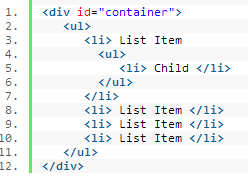 1. <div id="container">
2. <ul>
3. <li> List Item
4. <ul>
5. <li> Child </li>
6. </ul>
7. </li>
8. <li> List Item </li>
9. <li> List Item </li>
10. <li> List Item </li>
11. </ul>
12. </div>